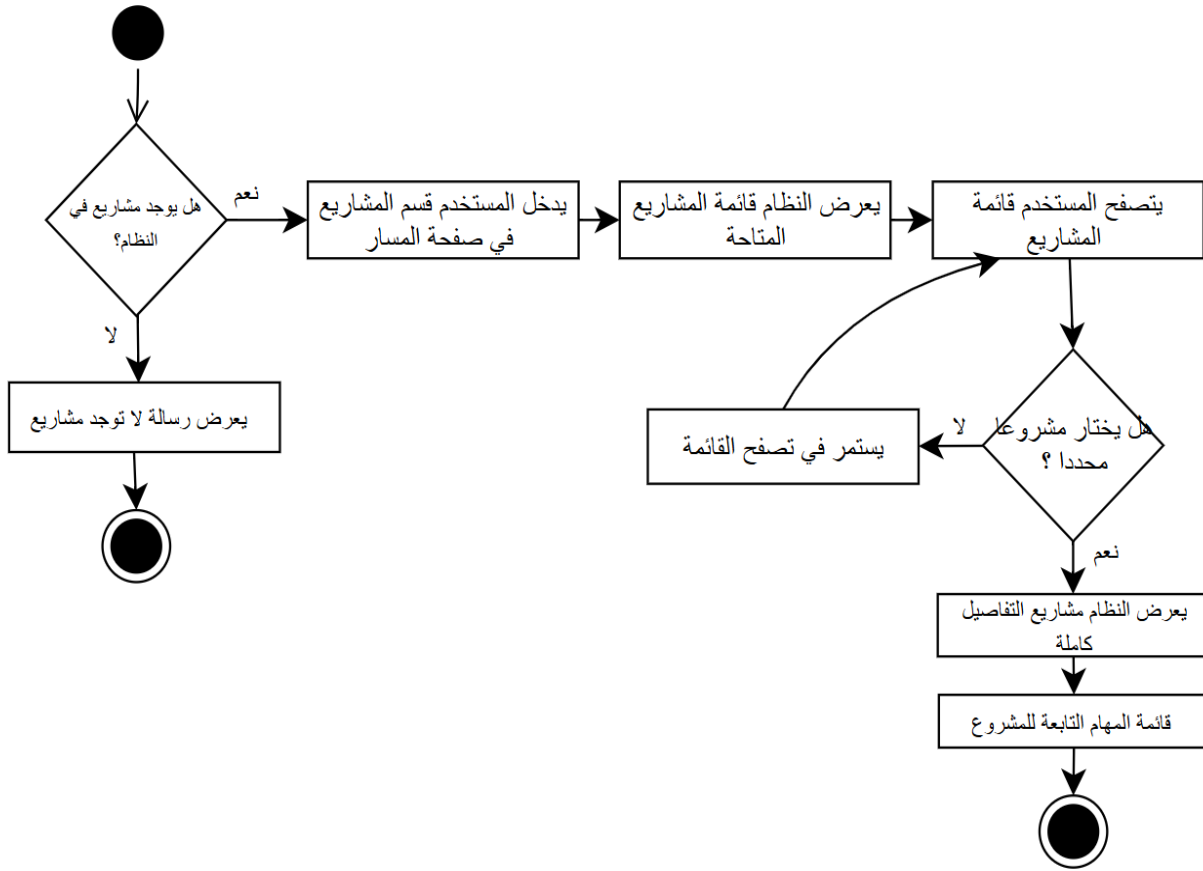 هل يوجد مشاريع في
النظام؟
نعم
يدخل المستخدم قسم المشاريع
في صفحة المسار
يعرض النظام قائمة المشاريع
المتاحة
يتصفح المستخدم قائمة
المشاريع
لا
يعرض رسالة لا توجد مشاريع
هل يختار مشروعا
محددا ؟
لا
يستمر في تصفح القائمة
نعم
يعرض النظام مشاريع التفاصيل
كاملة
قائمة المهام التابعة للمشروع